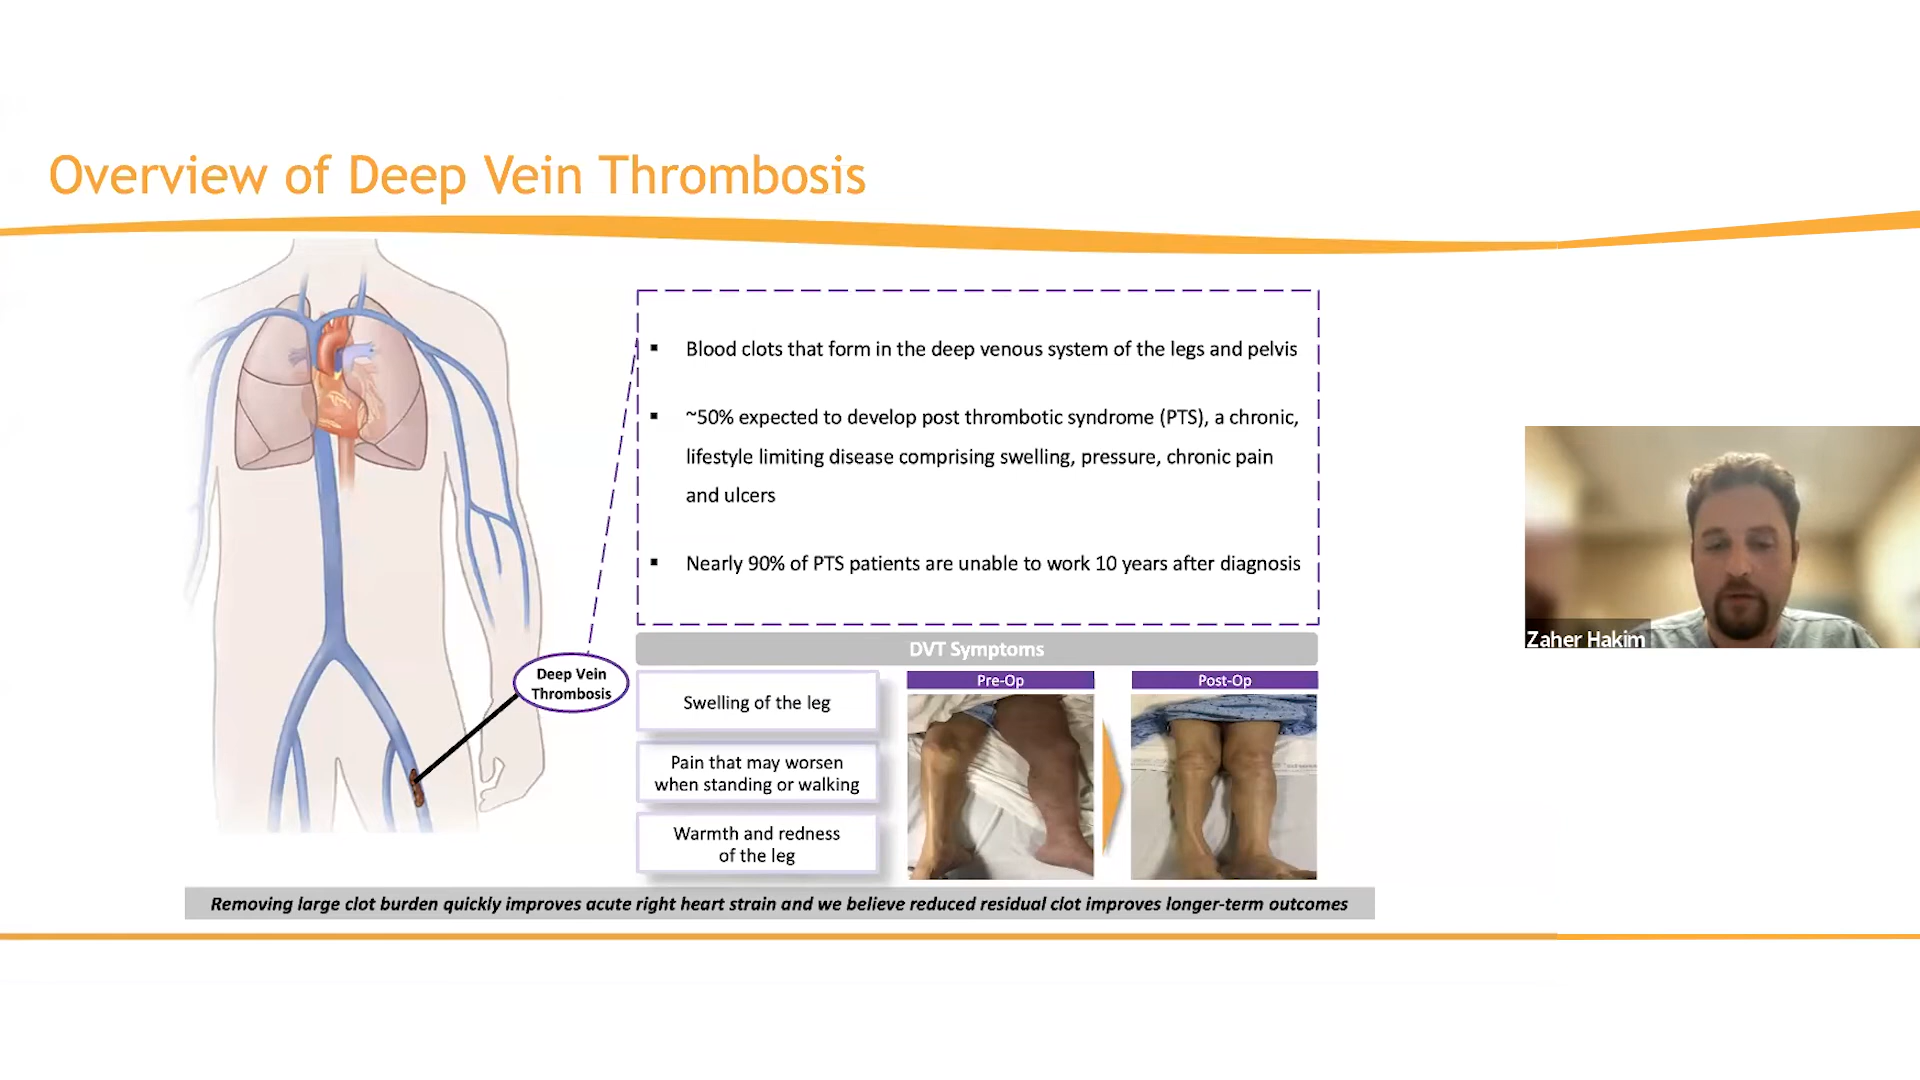 Overview of Deep Vein Thrombosis
▪ Blood clots that form in the deep venous system of the legs and pelvis
▪ ~50% expected to develop post thrombotic syndrome (PTS), a chronic,
lifestyle limiting disease comprising swelling, pressure, chronic pain
and ulcers
▪ Nearly 90% of PTS patients are unable to work 10 years after diagnosis
Deep Vein
Thrombosis
DVT Symptoms
Swelling of the leg
Pain that may worsen
when standing or walking
Warmth and redness
of the leg
Pre-Op
Post-Op
Removing large clot burden quickly improves acute right heart strain and we believe reduced residual clot improves longer-term outcomes
Zaher Hakim